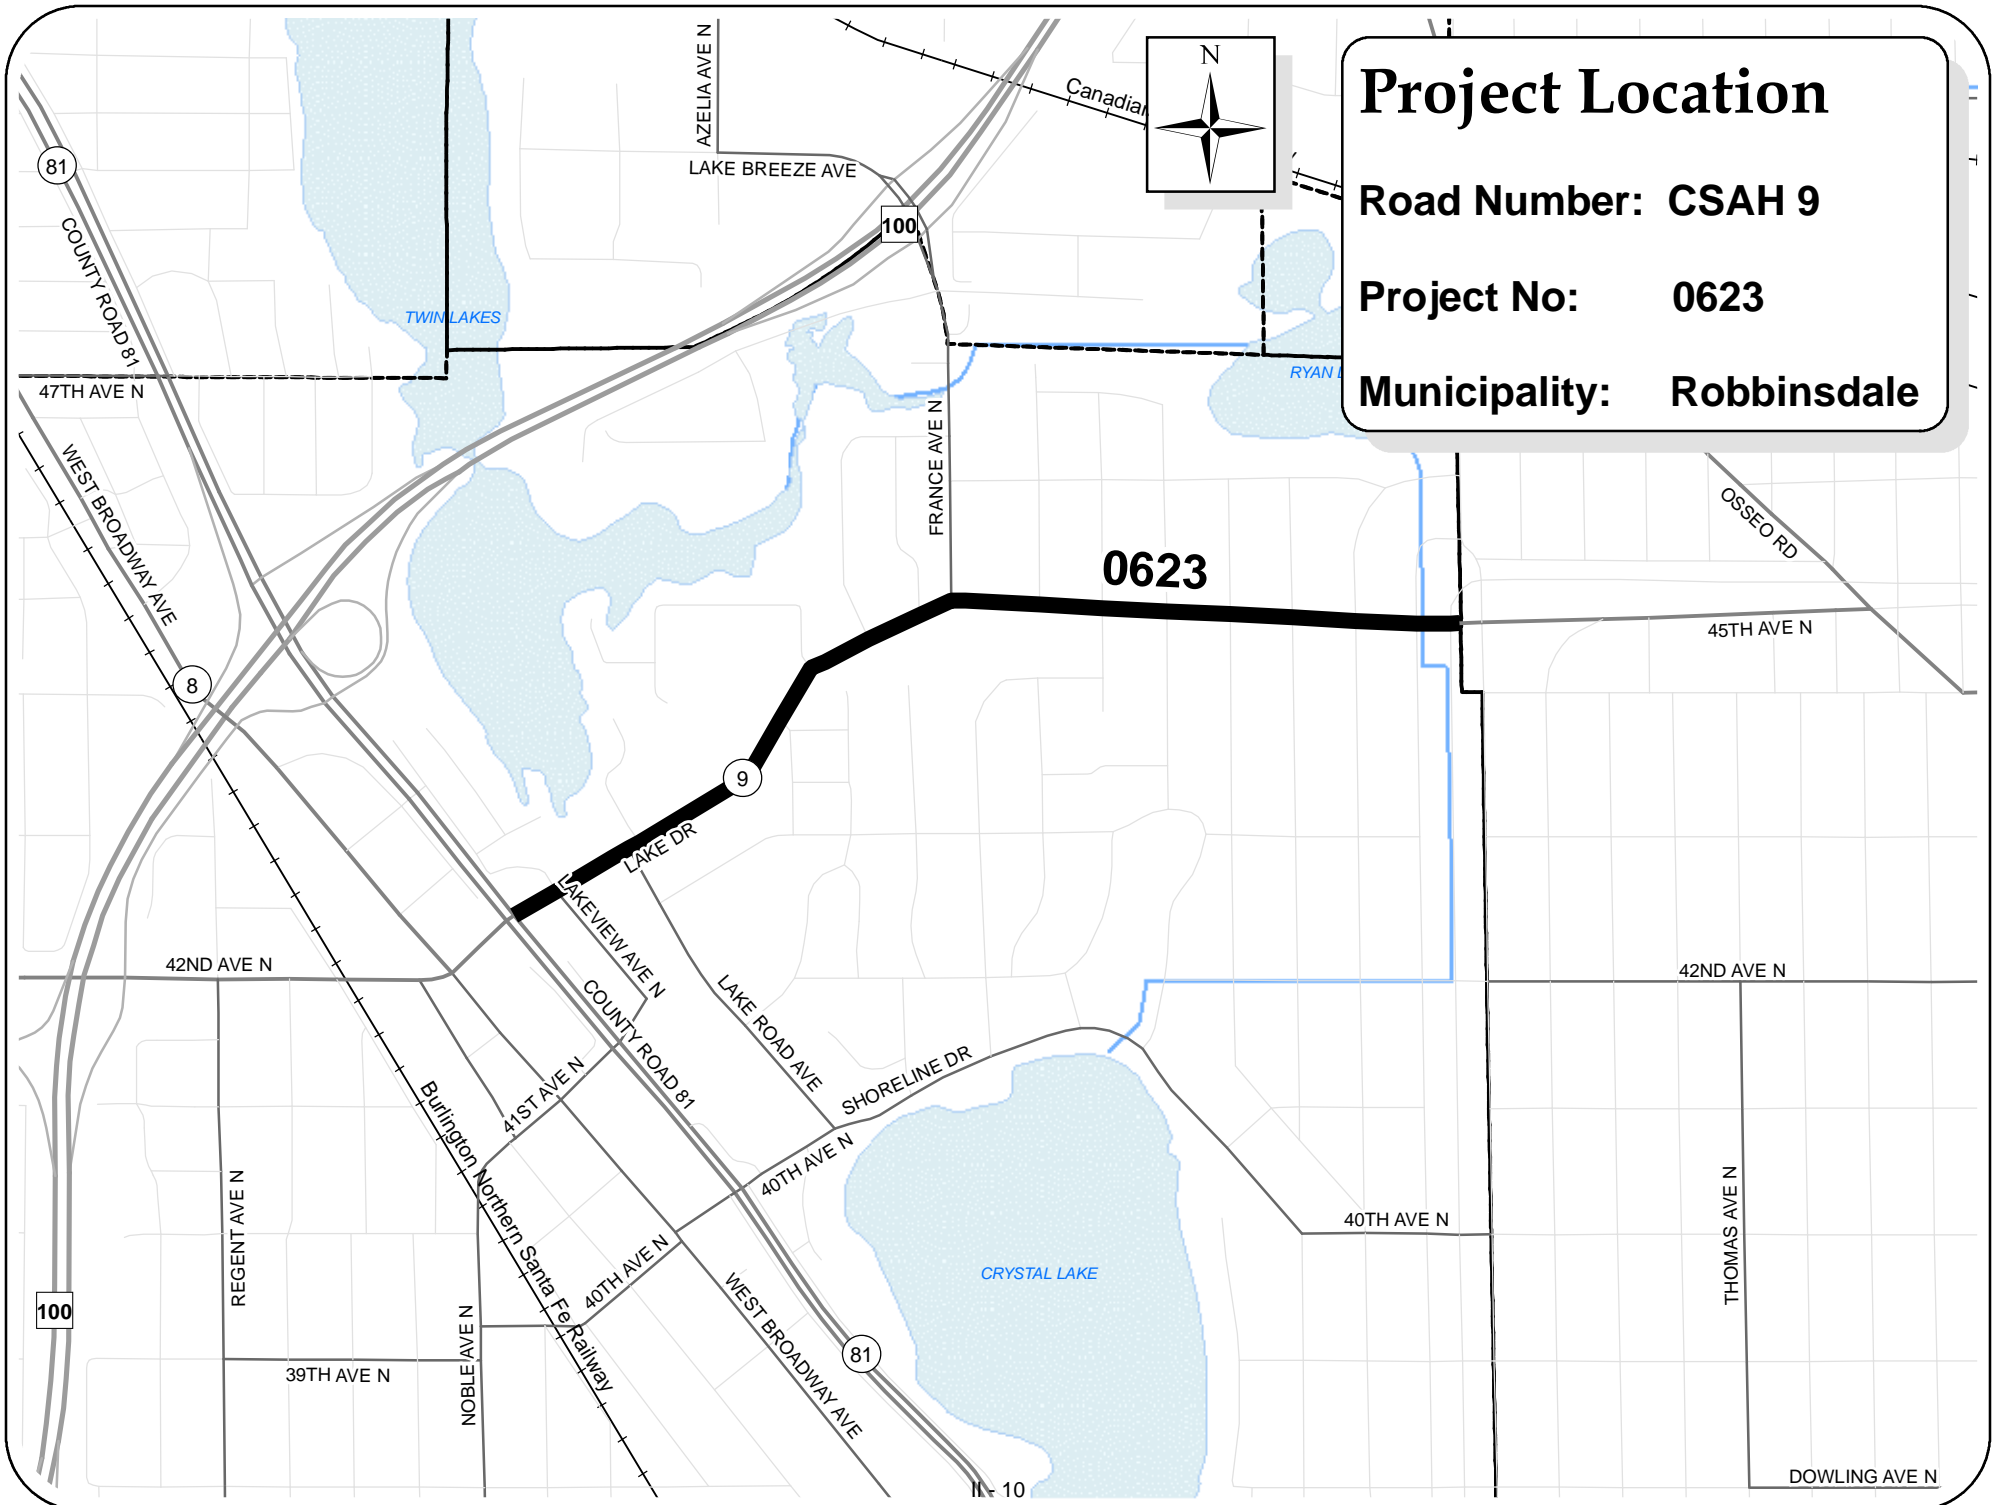 Project Location
Road Number: CSAH 9
Project No: 0623
Municipality: Robbinsdale
N
Canadian
AZELIA AVE N
LAKE BREEZE AVE
100
81
COUNTY ROAD 81
TWIN LAKES
47TH AVE N
RYAN L
WEST BROADWAY AVE
FRANCE AVE N
OSSEO RD
0623
45TH AVE N
8
9
LAKE DR
LAKEVIEW AVE N
42ND AVE N
42ND AVE N
COUNTY ROAD 81
LAKE ROAD AVE
SHORELINE DR
41ST AVE N
Burlington Northern Santa Fe Railway
40TH AVE N
40TH AVE N
40TH AVE N
REGENT AVE N
THOMAS AVE N
CRYSTAL LAKE
100
NOBLE AVE N
WEST BROADWAY AVE
81
39TH AVE N
DOWLING AVE N
II - 10